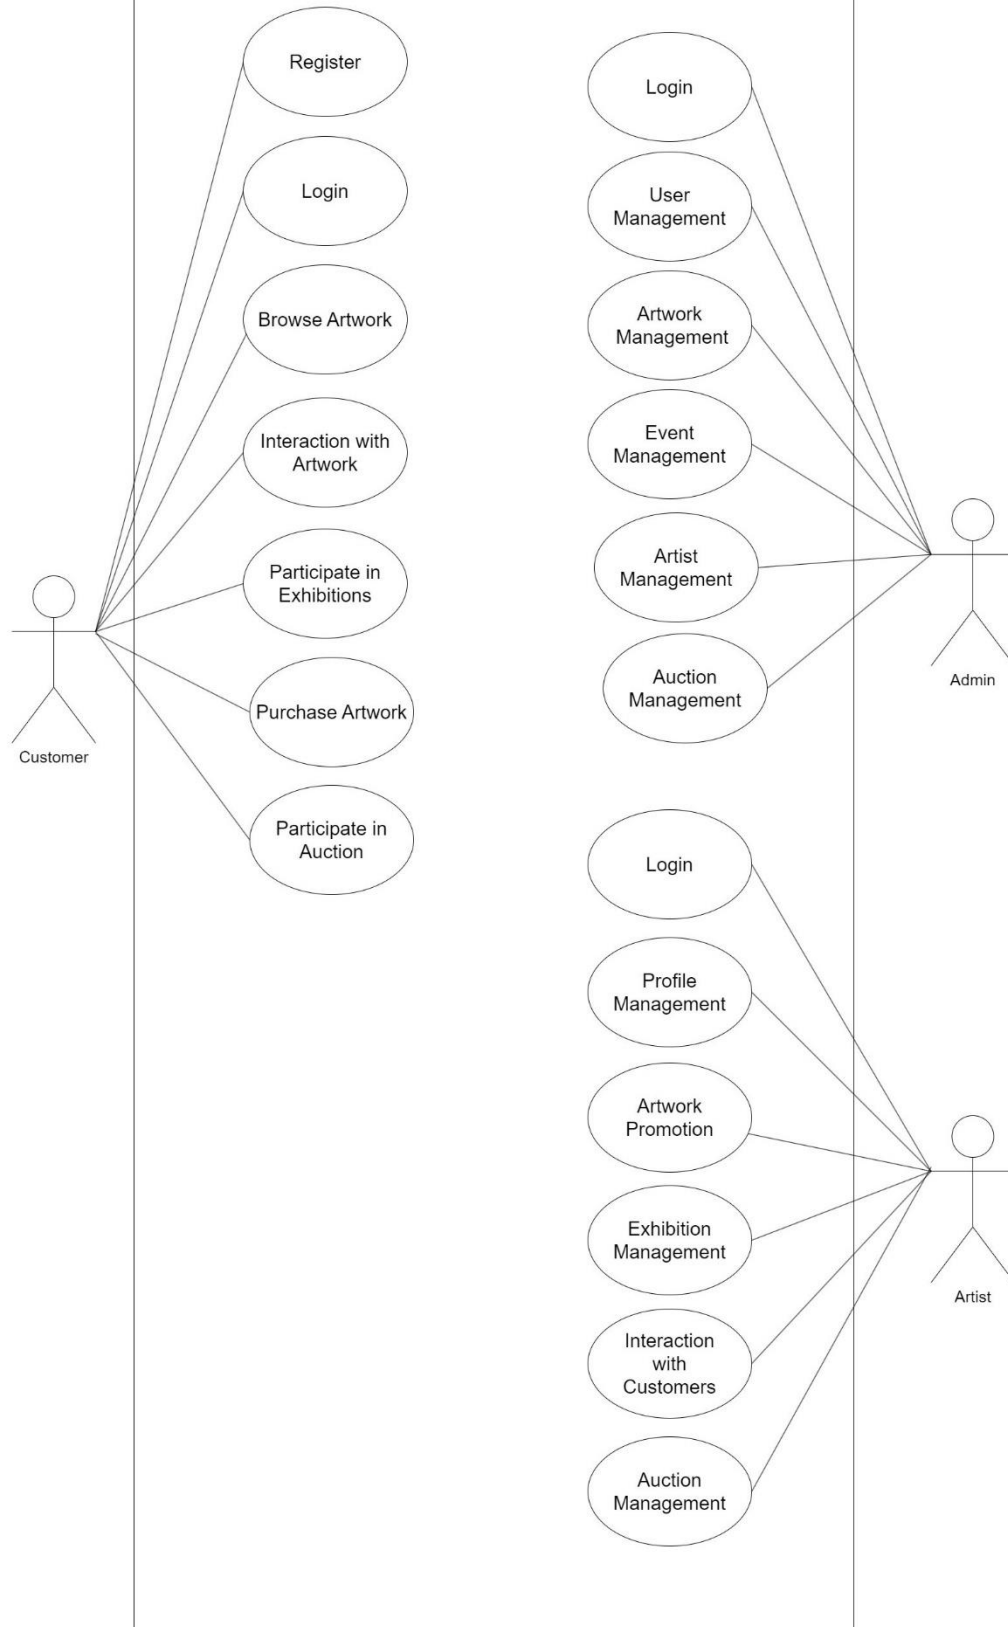 Register
Login
Browse Artwork
Interaction with
Artwork
Participate in
Exhibitions
Purchase Artwork
Participate in
Auction
Customer
Login
User
Management
Artwork
Management
Event
Management
Artist
Management
Auction
Management
Admin
Login
Profile
Management
Artwork
Promotion
Exhibition
Management
Interaction
with
Customers
Auction
Management
Artist